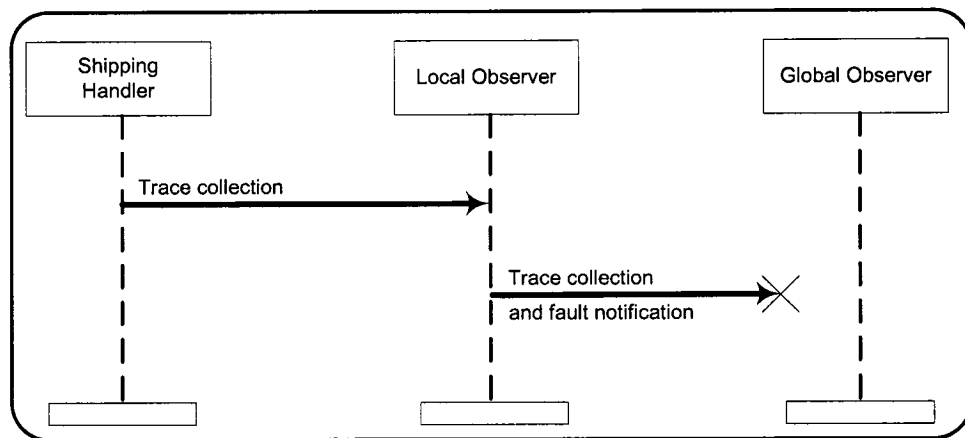 Shipping
Handler
Local Observer
Global Observer
Trace collection
Trace collection
and fault notification